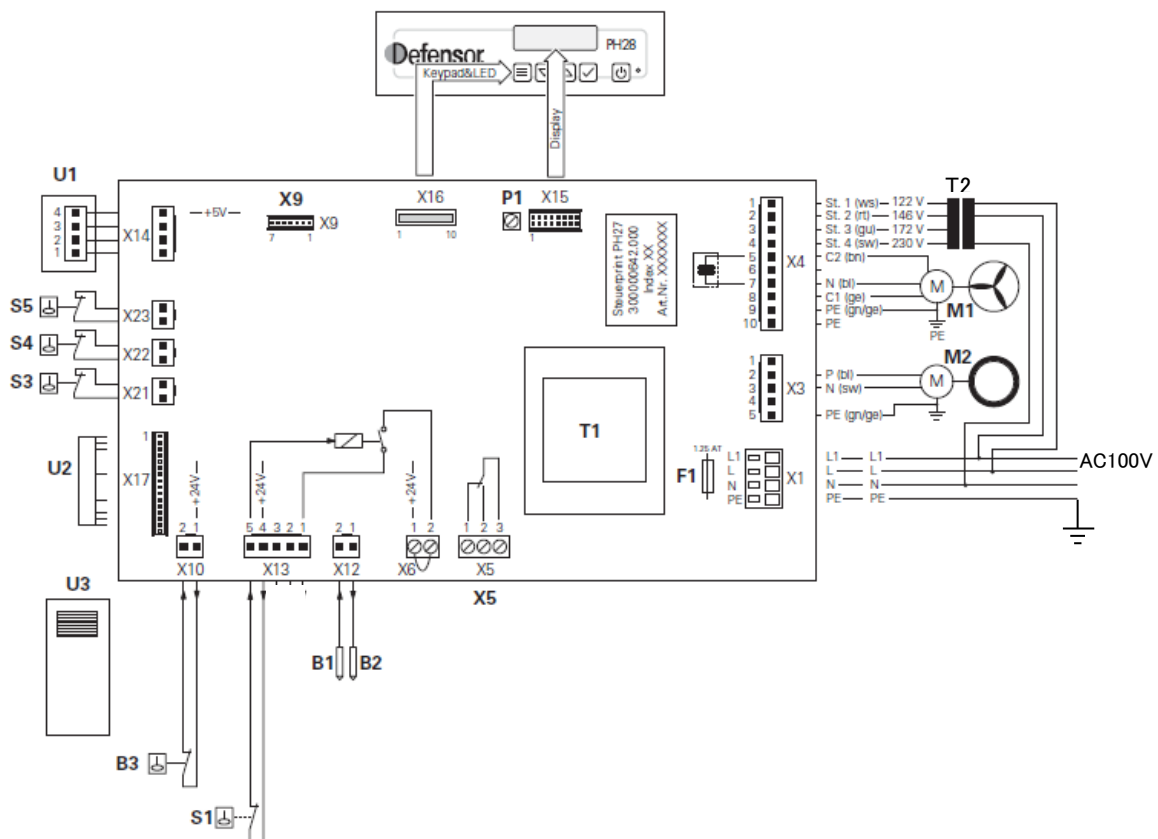 Defensor
PH28
Keypad&LED
Display
U1
4
3
2
1
X14
+5V
X9
X9
7 1
X16
1 10
P1
X15
1
Steuerprint PH27
3.00000642.000
Index XX
Art.Nr. XXXXXXX
T2
1 St. 1 (ws) 122 V
2 St. 2 (rt) 146 V
3 St. 3 (gu) 172 V
4 St. 4 (sw) 230 V
5 C2 (bn)
6
7 N (bl)
8 C1 (ge)
9 PE (gn/ge)
10 PE
X4
M
M1
PE
S5
X23
S4
X22
S3
X21
M2
1
2 P (bl)
3 N (sw)
4
5 PE (gn/ge)
X3
M
T1
U2
1
X17
+24V
2 1
X10
+24V
5 4 3 2 1
X13
2 1
X12
+24V
1 2
X6
1 2 3
X5
X5
F1
1.25 AT
L1 L1 L1
L L L
N N N
PE PE PE
X1
AC100V
U3
B1
B2
B3
S1